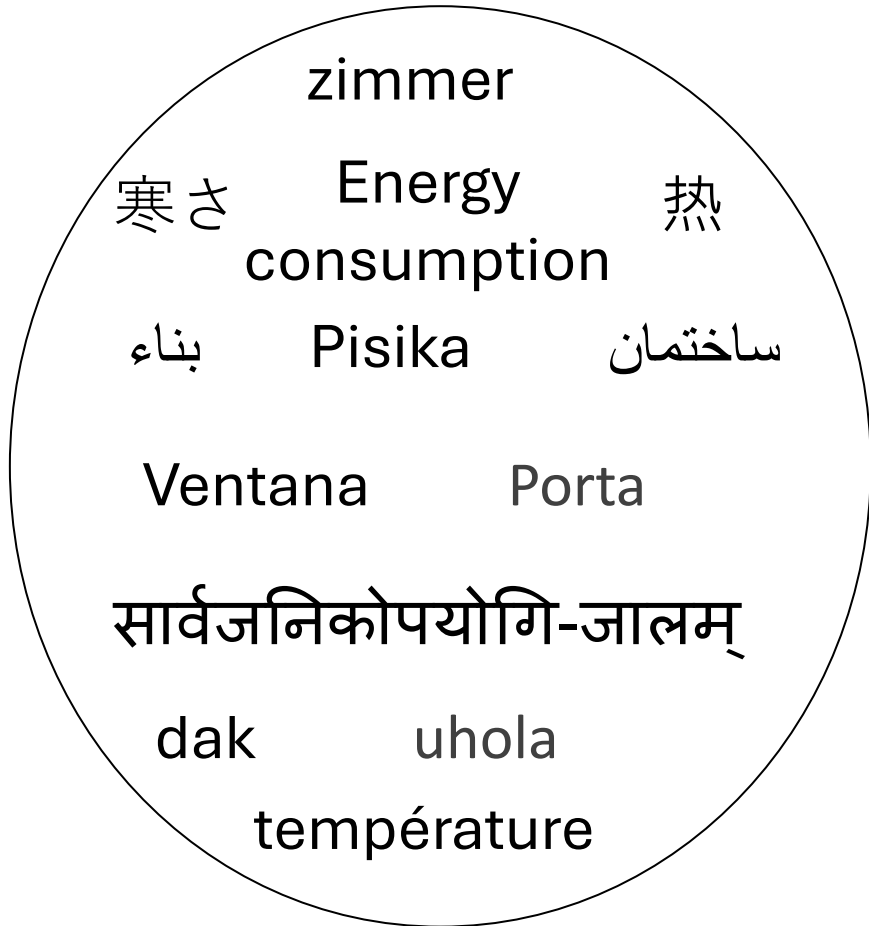 zimmer
寒さ
Energy
consumption
热
بناء
Pisika
ساختمان
Ventana
Porta
सार्वजनिकोपयोगि-जालम्
dak
uhola
température